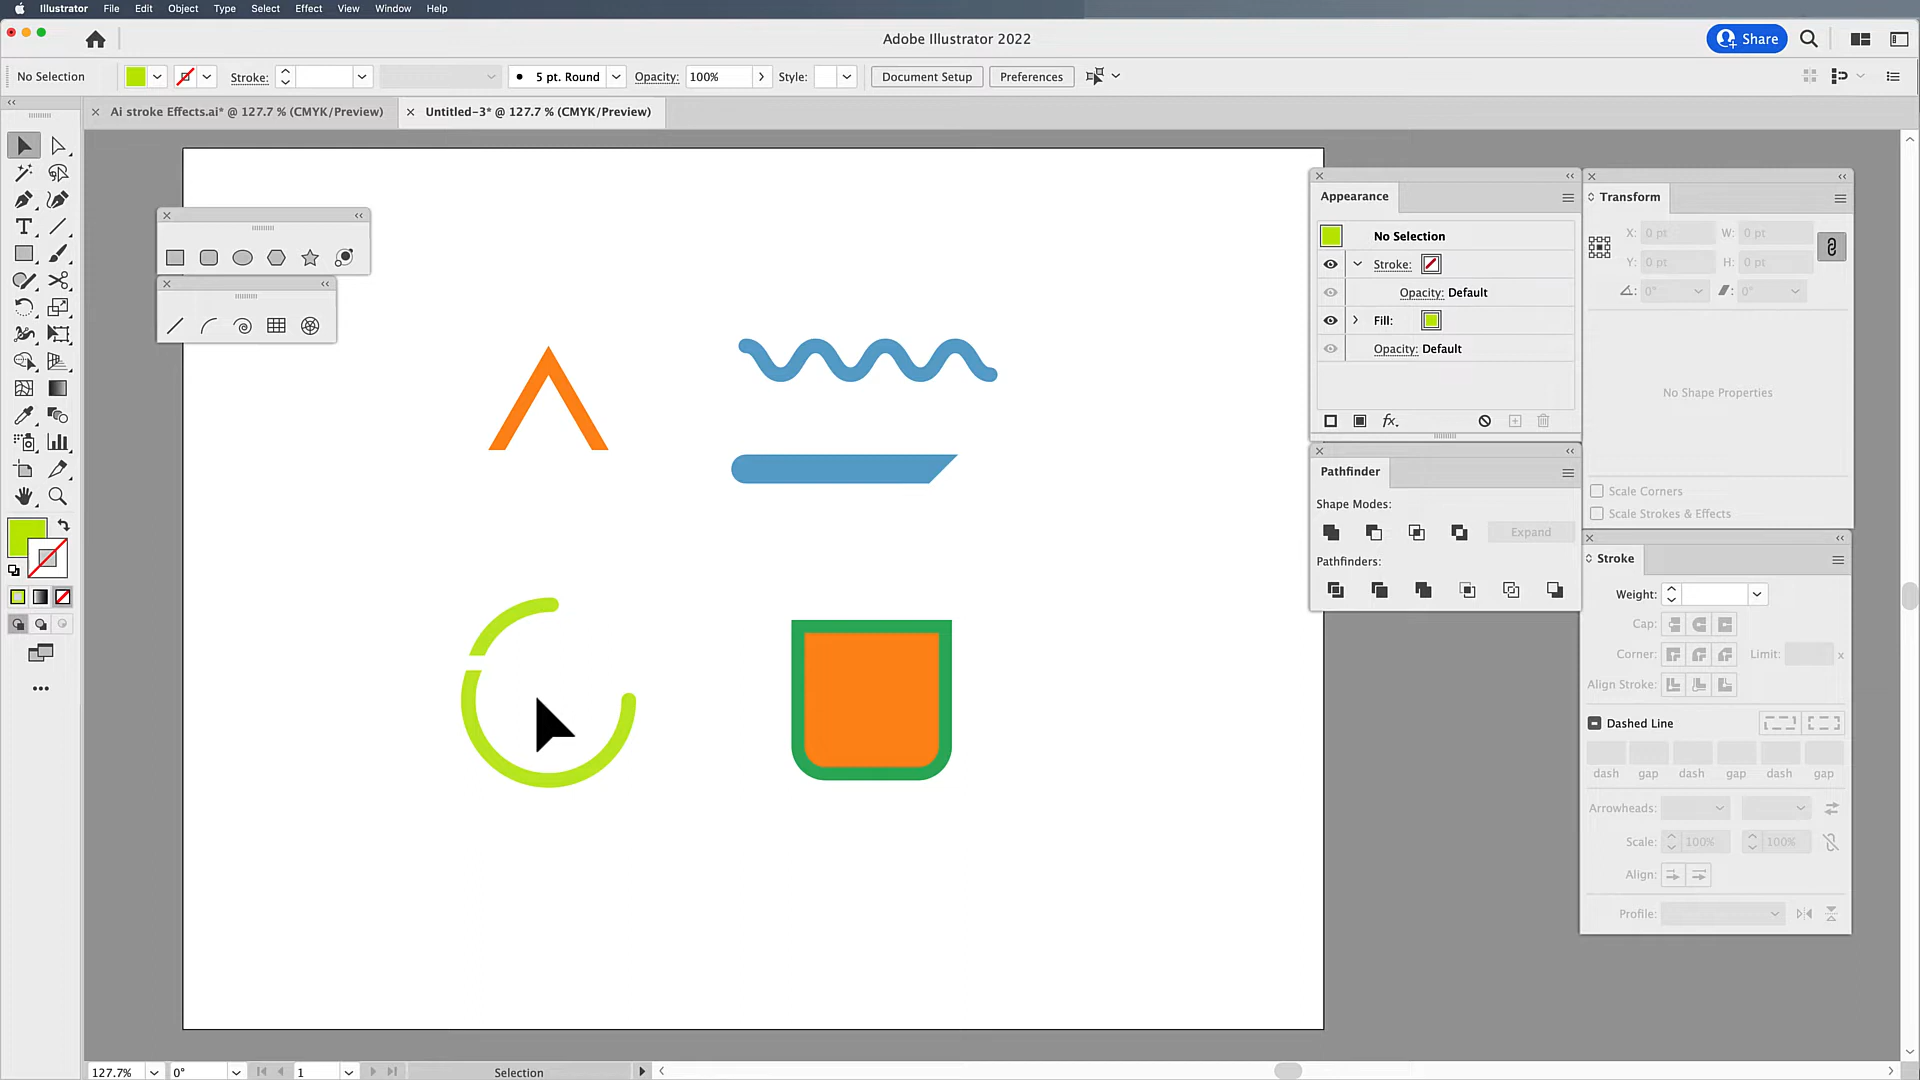 Illustrator File Edit Object Type Select Effect View Window Help
Adobe Illustrator 2022
Share
No Selection
Stroke:
5 pt. Round
Opacity: 100%
Style:
Document Setup
Preferences
Ai stroke Effects.ai* @ 127.7 % (CMYK/Preview)
Untitled-3* @ 127.7 % (CMYK/Preview)
Appearance
No Selection
Stroke:
Opacity: Default
Fill:
Opacity: Default
fx.
Transform
X: 0 pt
W: 0 pt
Y: 0 pt
H: 0 pt
0°
0°
No Shape Properties
Scale Corners
Scale Strokes & Effects
Pathfinder
Shape Modes:
Expand
Pathfinders:
Stroke
Weight:
Cap:
Corner:
Limit:
x
Align Stroke:
Dashed Line
dash gap dash gap dash gap
Arrowheads:
Scale: 100% 100%
Align:
Profile:
127.7%
0°
1
Selection